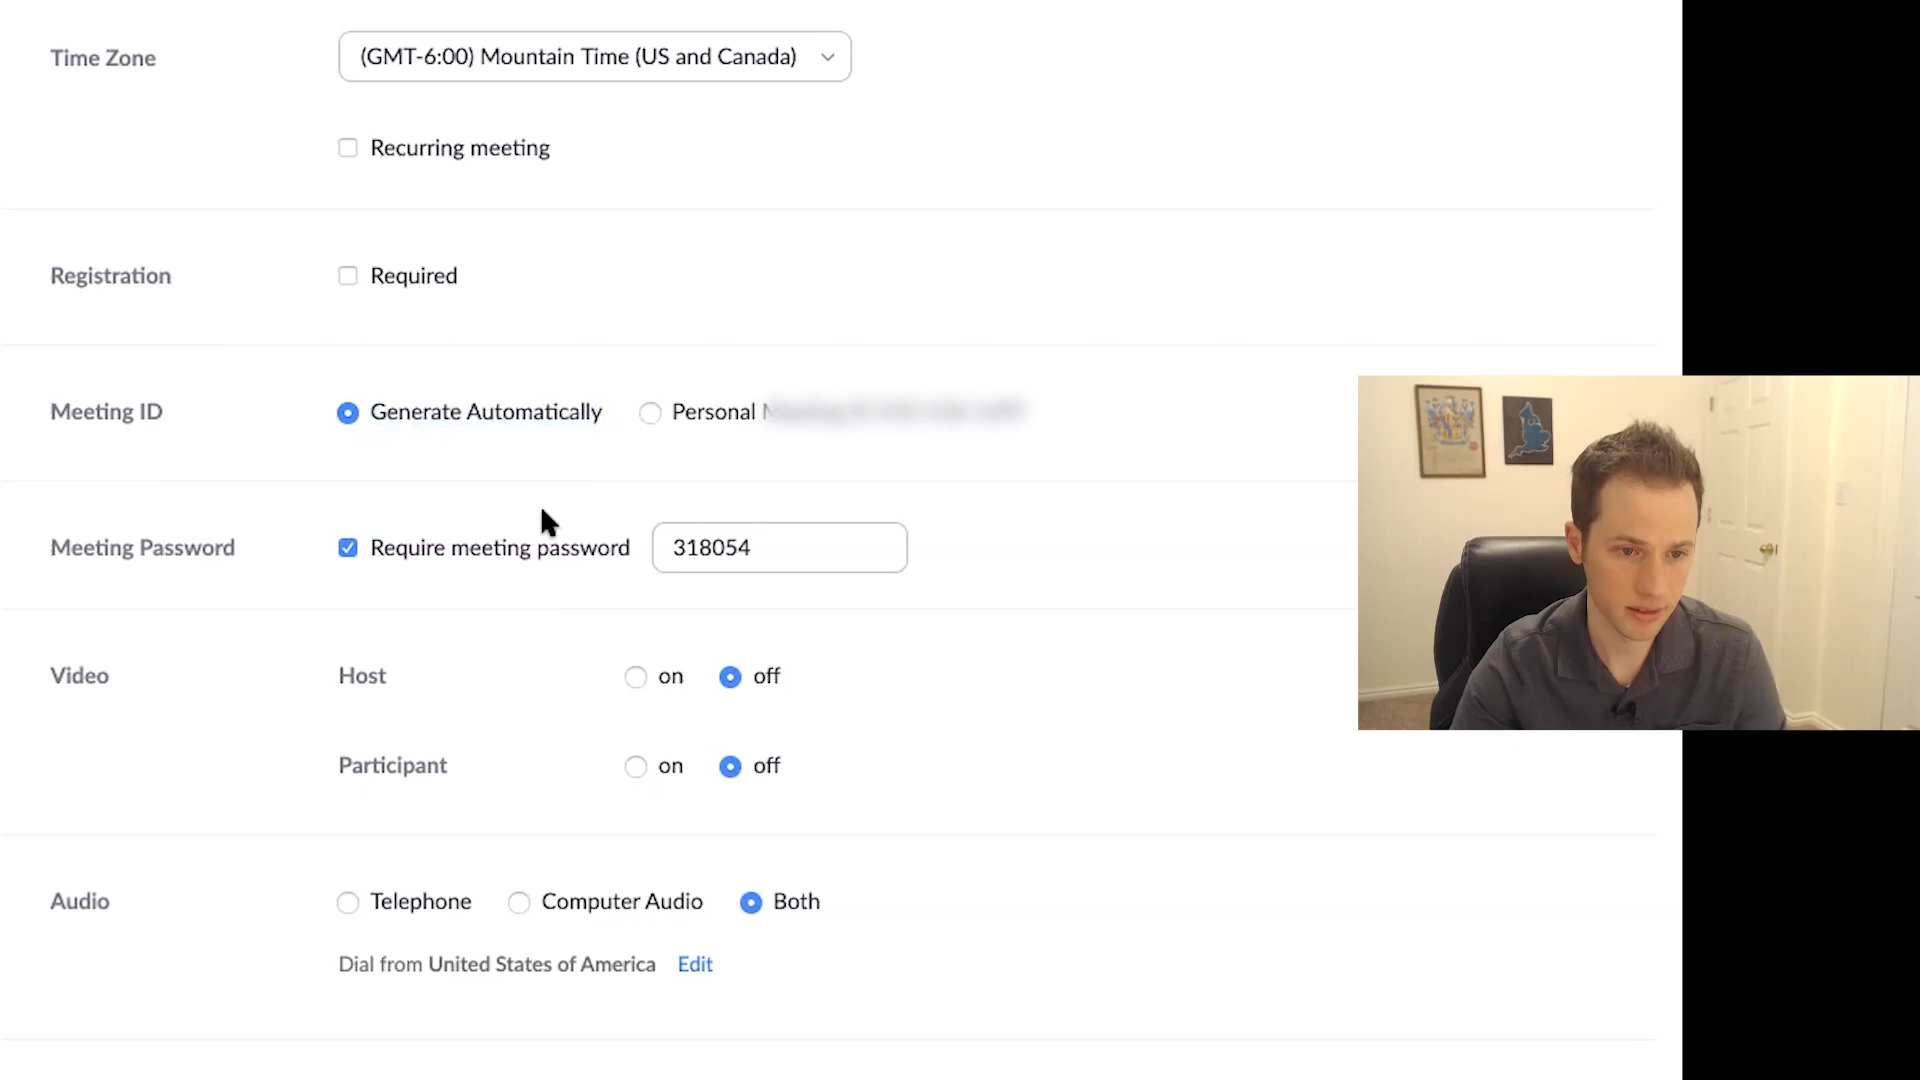 Time Zone (GMT-6:00) Mountain Time (US and Canada)
Recurring meeting
Registration Required
Meeting ID Generate Automatically Personal
Meeting Password Require meeting password 318054
Video Host on off
Participant on off
Audio Telephone Computer Audio Both
Dial from United States of America Edit